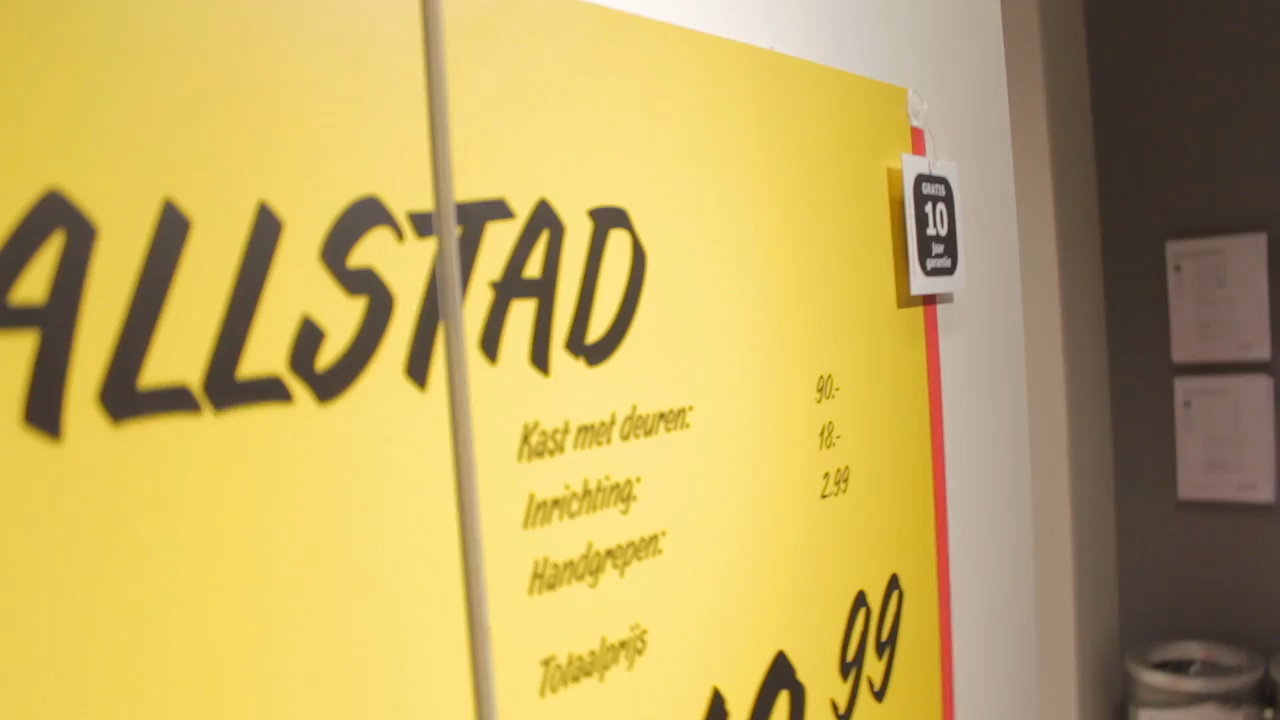 ALLSTAD
GRATIS
10
jaar
garantie
Kast met deuren: 90.-
Inrichting: 18.-
Handgrepen: 2.99
Totaalprijs
99